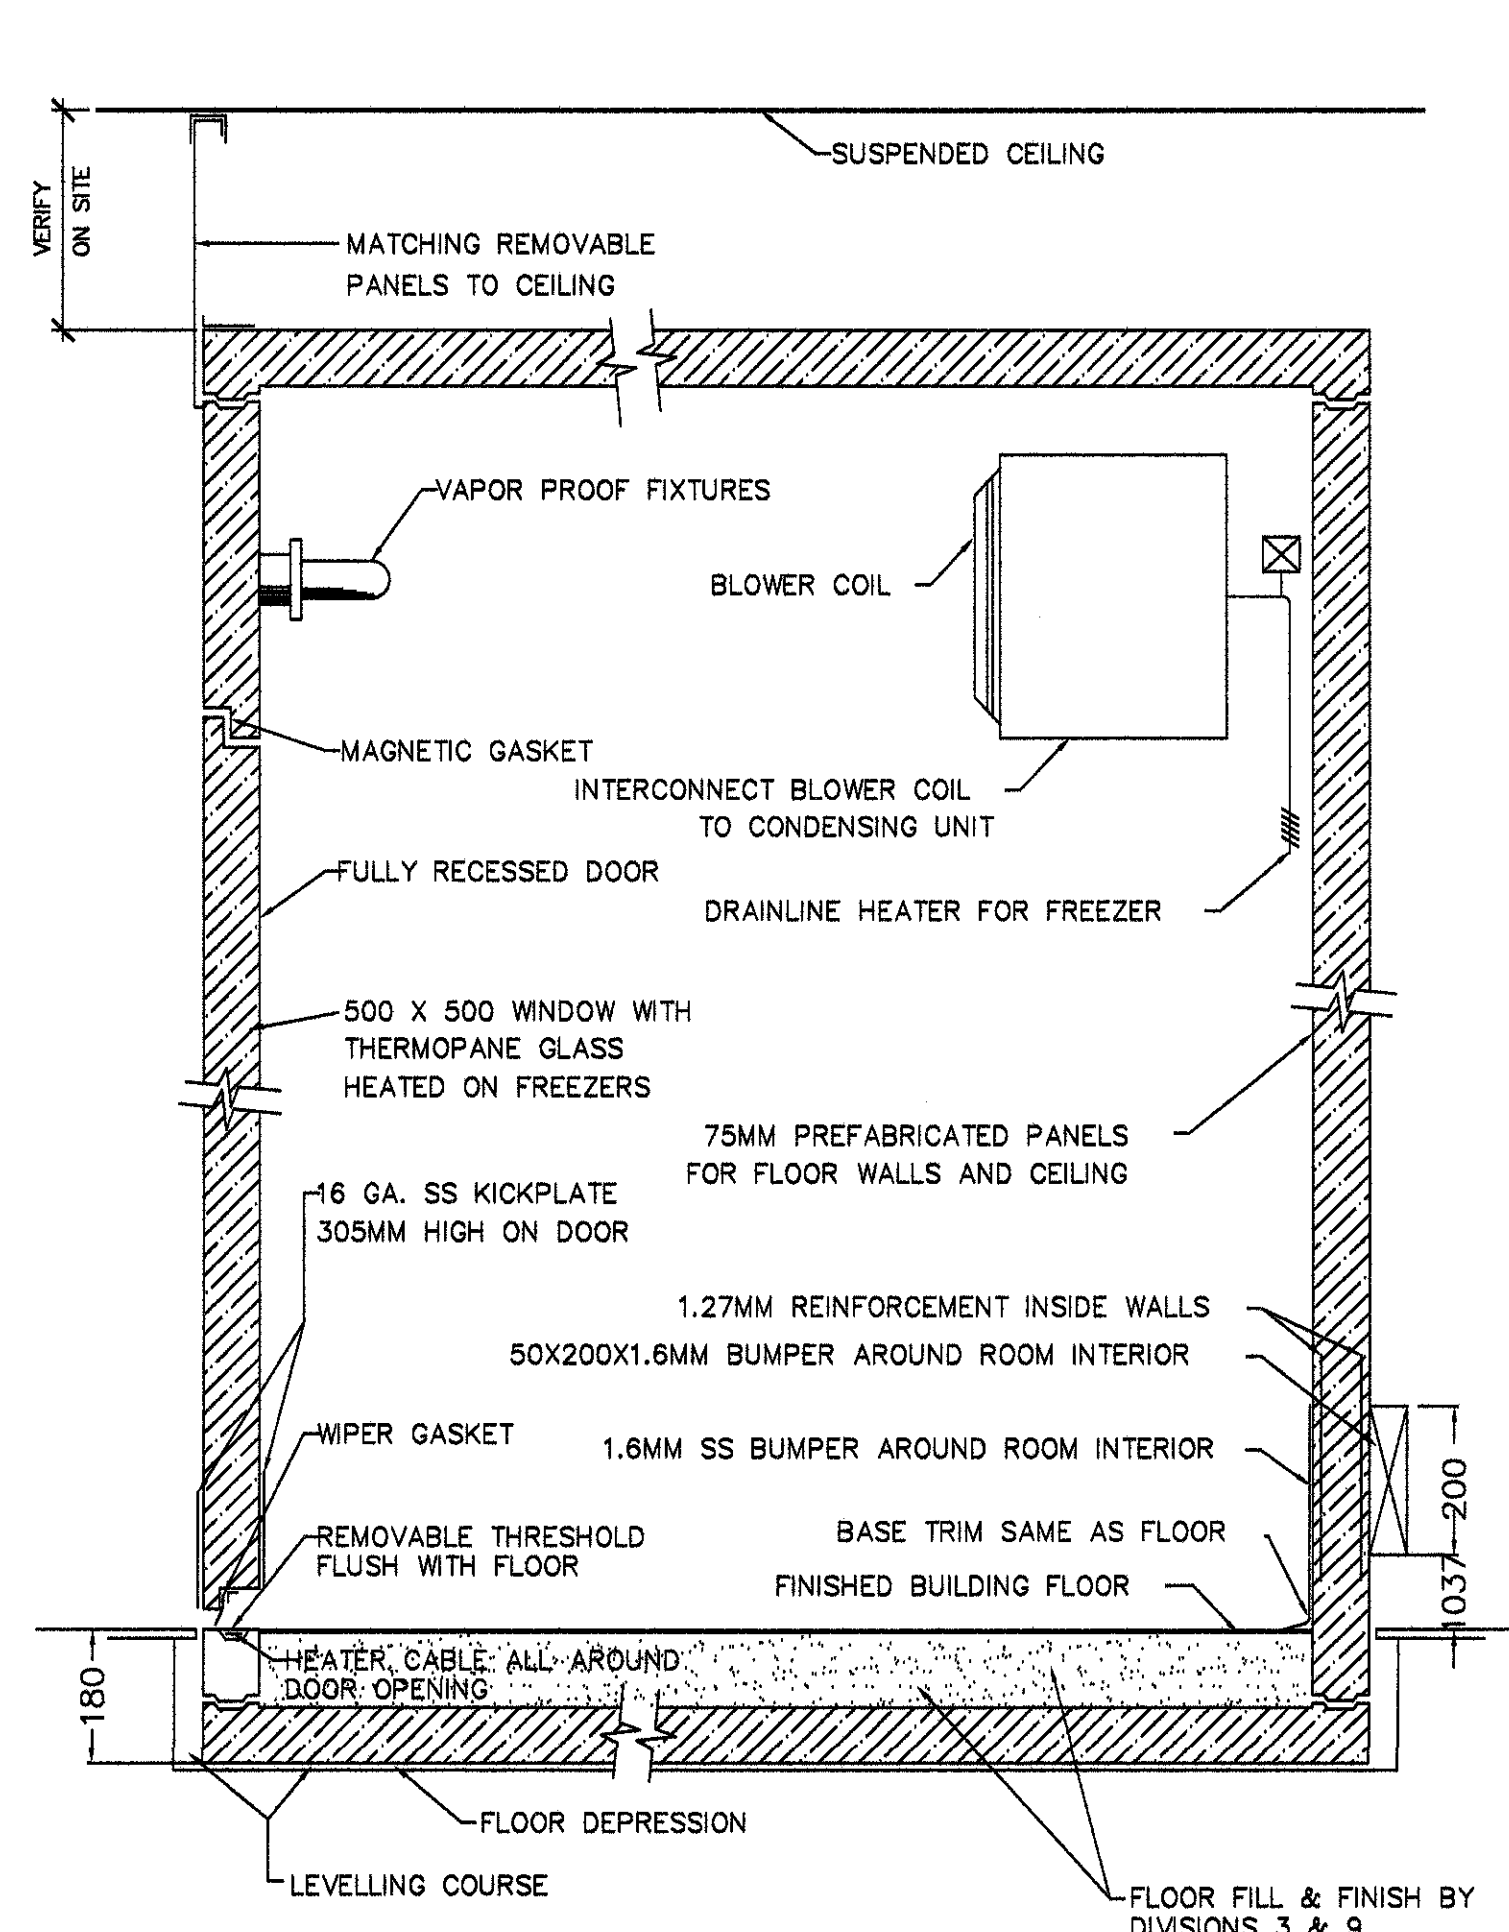 SUSPENDED CEILING
VERIFY
ON SITE
MATCHING REMOVABLE
PANELS TO CEILING
VAPOR PROOF FIXTURES
BLOWER COIL
MAGNETIC GASKET
INTERCONNECT BLOWER COIL
TO CONDENSING UNIT
FULLY RECESSED DOOR
DRAINLINE HEATER FOR FREEZER
500 X 500 WINDOW WITH
THERMOPANE GLASS
HEATED ON FREEZERS
75MM PREFABRICATED PANELS
FOR FLOOR WALLS AND CEILING
16 GA. SS KICKPLATE
305MM HIGH ON DOOR
1.27MM REINFORCEMENT INSIDE WALLS
50X200X1.6MM BUMPER AROUND ROOM INTERIOR
WIPER GASKET
1.6MM SS BUMPER AROUND ROOM INTERIOR
200
REMOVABLE THRESHOLD
FLUSH WITH FLOOR
BASE TRIM SAME AS FLOOR
FINISHED BUILDING FLOOR
1037
HEATER CABLE ALL AROUND
DOOR OPENING
180
FLOOR DEPRESSION
LEVELLING COURSE
FLOOR FILL & FINISH BY
DIVISIONS 3 & 9